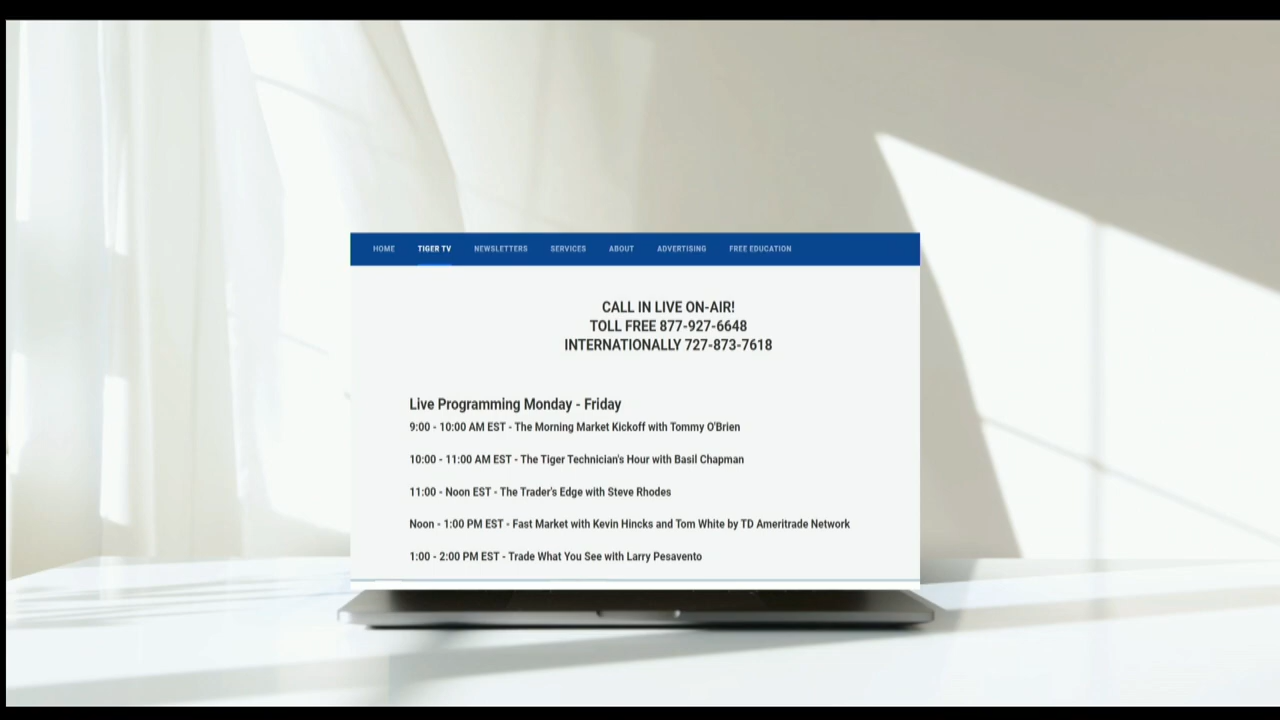 HOME TIGER TV NEWSLETTERS SERVICES ABOUT ADVERTISING FREE EDUCATION
CALL IN LIVE ON-AIR!
TOLL FREE 877-927-6648
INTERNATIONALLY 727-873-7618
Live Programming Monday - Friday
9:00 - 10:00 AM EST - The Morning Market Kickoff with Tommy O'Brien
10:00 - 11:00 AM EST - The Tiger Technician's Hour with Basil Chapman
11:00 - Noon EST - The Trader's Edge with Steve Rhodes
Noon - 1:00 PM EST - Fast Market with Kevin Hincks and Tom White by TD Ameritrade Network
1:00 - 2:00 PM EST - Trade What You See with Larry Pesavento